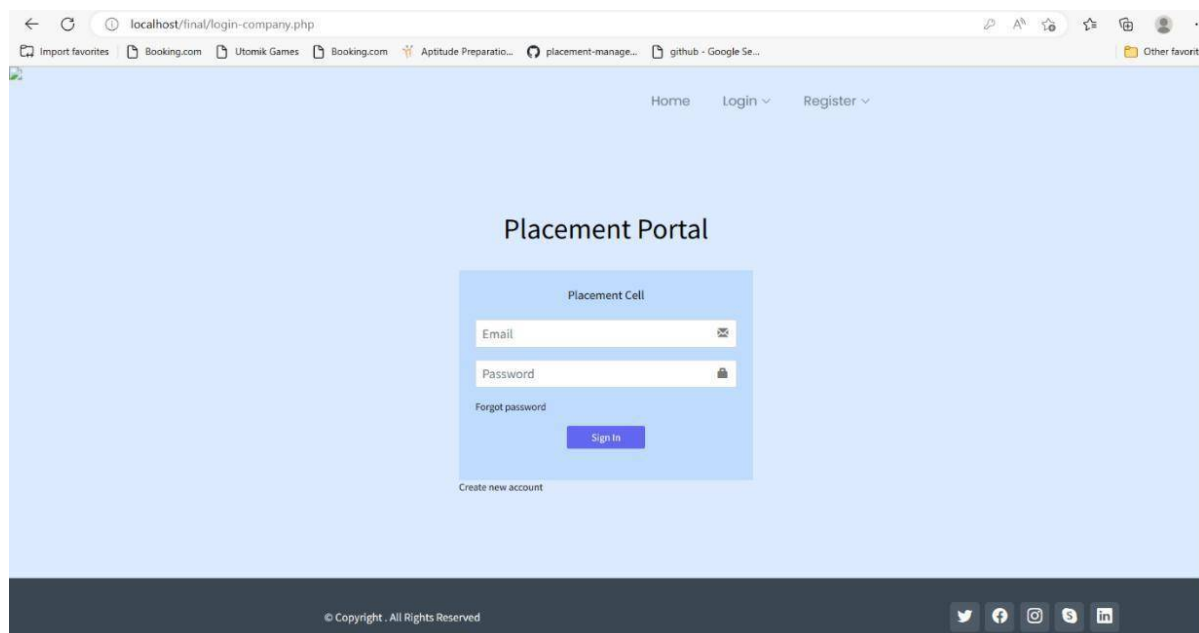 localhost/final/login-company.php
Import favorites Booking.com Utomik Games Booking.com Aptitude Preparatio... placement-manage... github - Google Se... Other favorit
Home Login Register
Placement Portal
Placement Cell
Email
Password
Forgot password
Sign In
Create new account
© Copyright . All Rights Reserved